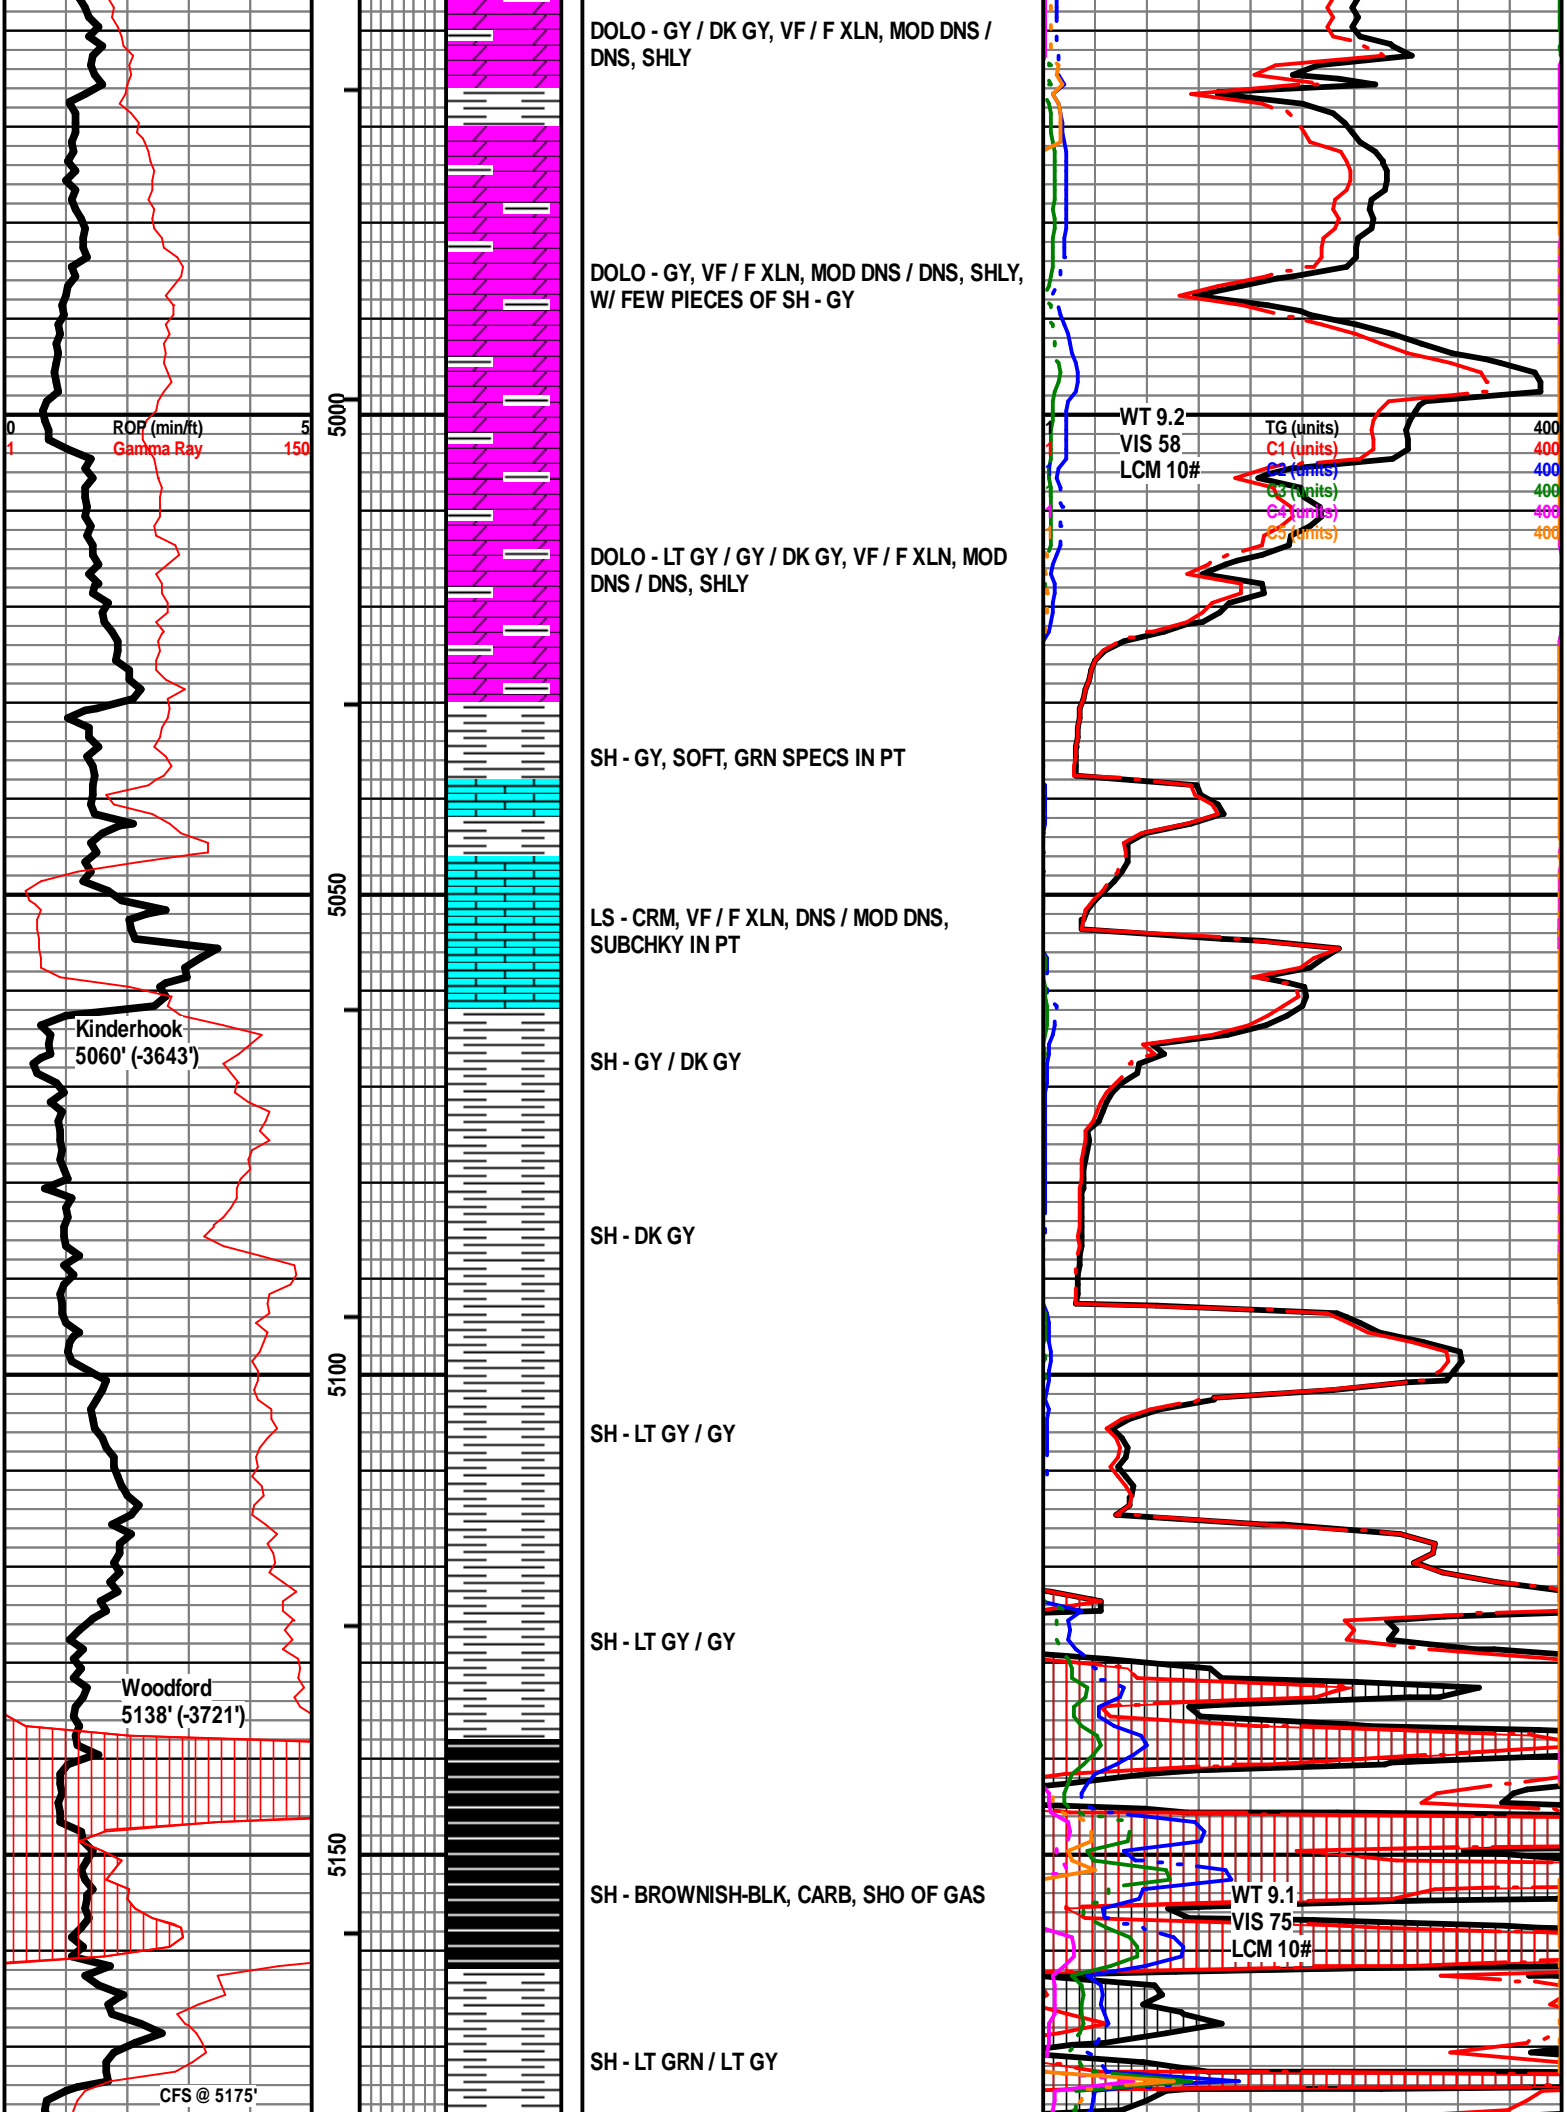 DOLO - GY / DK GY, VF / F XLN, MOD DNS /
DNS, SHLY
DOLO - GY, VF / F XLN, MOD DNS / DNS, SHLY,
W/ FEW PIECES OF SH - GY
5000
0 ROP (min/ft) 5
1 Gamma Ray 150
WT 9.2
VIS 58
LCM 10#
1 TG (units) 400
1 C1 (units) 400
C2 (units) 400
C3 (units) 400
1 C4 (units) 400
1 C5 (units) 400
DOLO - LT GY / GY / DK GY, VF / F XLN, MOD
DNS / DNS, SHLY
SH - GY, SOFT, GRN SPECS IN PT
5050
LS - CRM, VF / F XLN, DNS / MOD DNS,
SUBCHKY IN PT
Kinderhook
5060' (-3643')
SH - GY / DK GY
SH - DK GY
5100
SH - LT GY / GY
SH - LT GY / GY
Woodford
5138' (-3721')
5150
SH - BROWNISH-BLK, CARB, SHO OF GAS
WT 9.1
VIS 75
LCM 10#
SH - LT GRN / LT GY
CFS @ 5175'